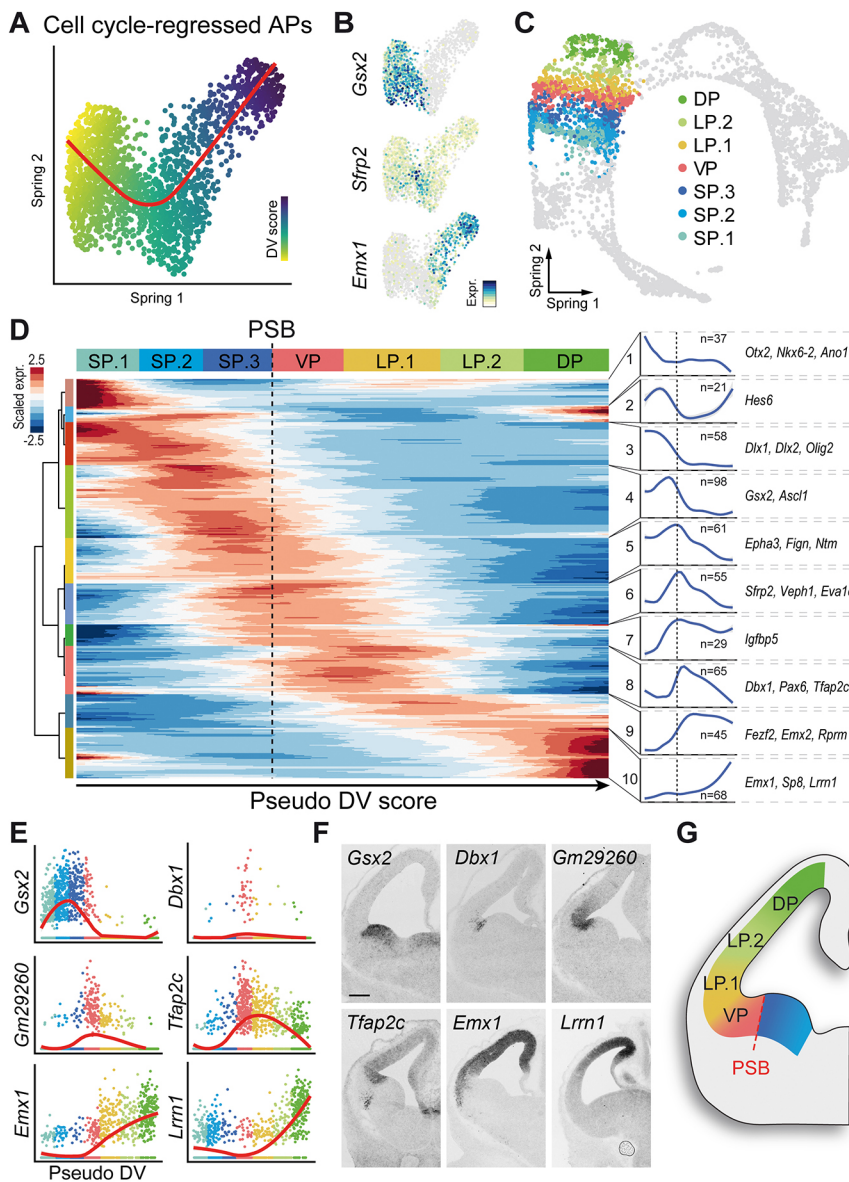 A Cell cycle-regressed APs
Spring 2
Spring 1
DV score
B
Gsx2
Sfrp2
Emx1
Expr.
C
DP
LP.2
LP.1
VP
SP.3
SP.2
SP.1
Spring 2
Spring 1
D
PSB
SP.1 SP.2 SP.3 VP LP.1 LP.2 DP
Scaled expr.
2.5
-2.5
Pseudo DV score
1 n=37 Otx2, Nkx6-2, Ano1
2 n=21 Hes6
3 n=58 Dlx1, Dlx2, Olig2
4 n=98 Gsx2, Ascl1
5 n=61 Epha3, Fign, Ntm
6 n=55 Sfrp2, Veph1, Eva1
7 n=29 Igfbp5
8 n=65 Dbx1, Pax6, Tfap2c
9 n=45 Fezf2, Emx2, Rprm
10 n=68 Emx1, Sp8, Lrrn1
E
Gsx2
Dbx1
Gm29260
Tfap2c
Emx1
Lrrn1
Pseudo DV
F
Gsx2 Dbx1 Gm29260
Tfap2c Emx1 Lrrn1
G
DP
LP.2
LP.1
VP
PSB